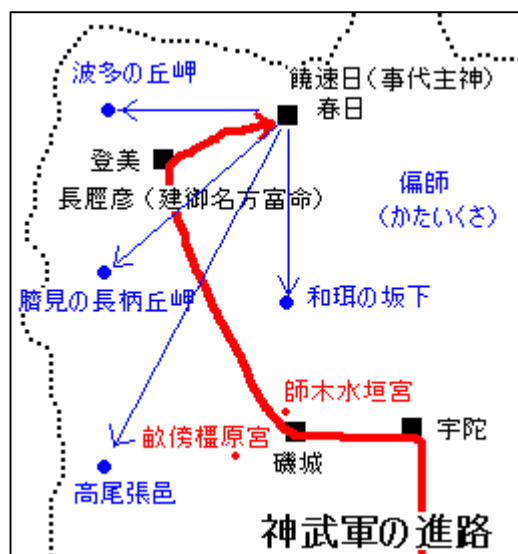 波多の丘岬
饒速日(事代主神)
春日
登美
長脛彦(建御名方富命)
偏師
(かたいくさ)
臍見の長柄丘岬
和珥の坂下
師木水垣宮
畝傍橿原宮
宇陀
磯城
高尾張邑
神武軍の進路